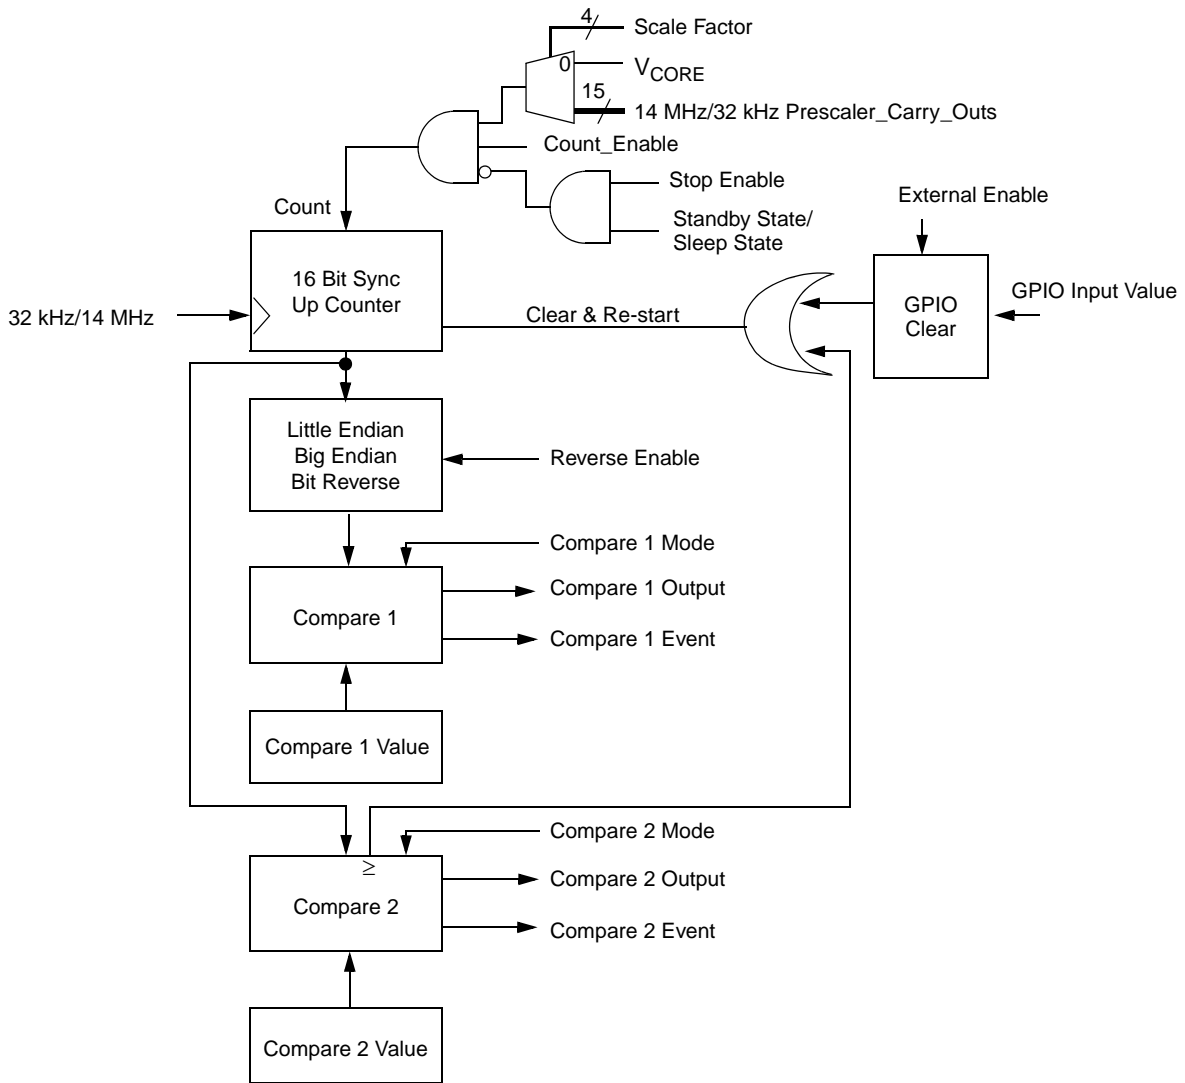 4
Scale Factor
0
VCORE
15
14 MHz/32 kHz Prescaler_Carry_Outs
Count_Enable
Stop Enable
Standby State/
Sleep State
External Enable
Count
16 Bit Sync
Up Counter
32 kHz/14 MHz
Clear & Re-start
GPIO
Clear
GPIO Input Value
Little Endian
Big Endian
Bit Reverse
Reverse Enable
Compare 1 Mode
Compare 1 Output
Compare 1
Compare 1 Event
Compare 1 Value
Compare 2 Mode
≥
Compare 2 Output
Compare 2
Compare 2 Event
Compare 2 Value